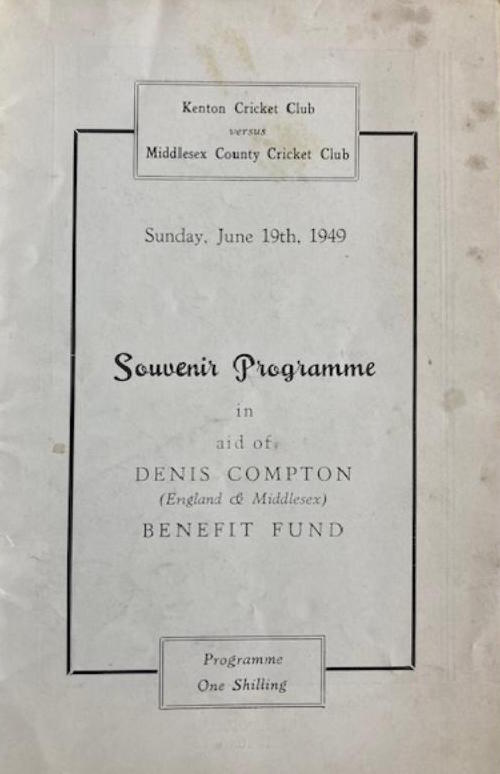 Kenton Cricket Club
versus
Middlesex County Cricket Club
Sunday, June 19th, 1949
Souvenir Programme
in
aid of
DENIS COMPTON
(England & Middlesex)
BENEFIT FUND
Programme
One Shilling